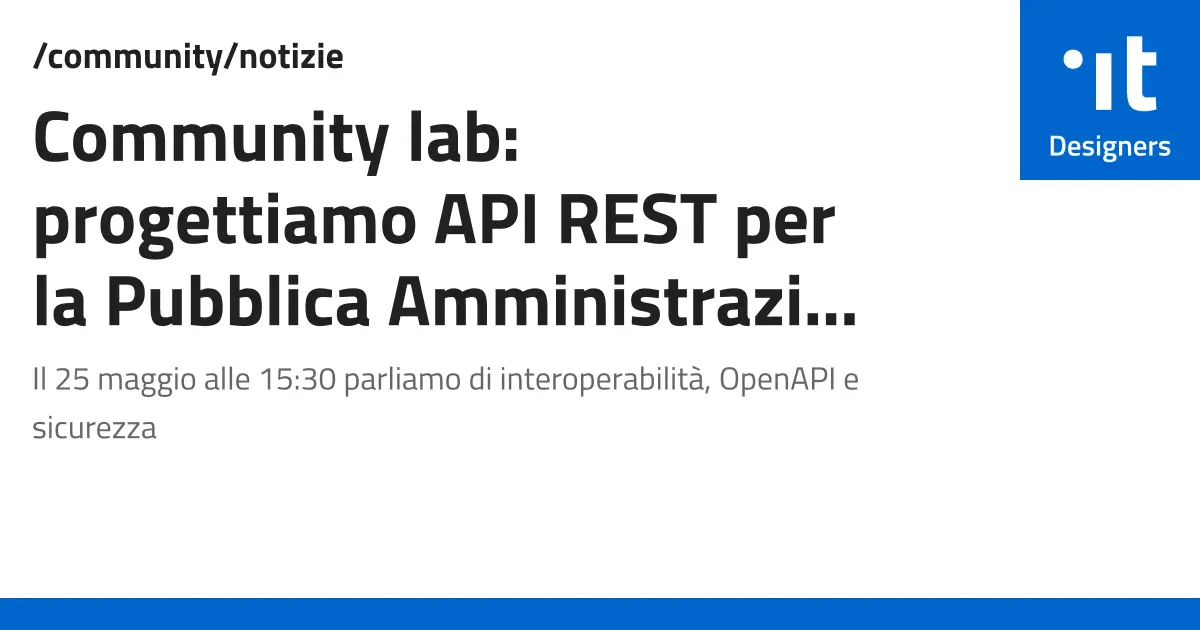 /community/notizie
Community lab:
progettiamo API REST per
la Pubblica Amministrazi...
Il 25 maggio alle 15:30 parliamo di interoperabilità, OpenAPI e
sicurezza
it
Designers